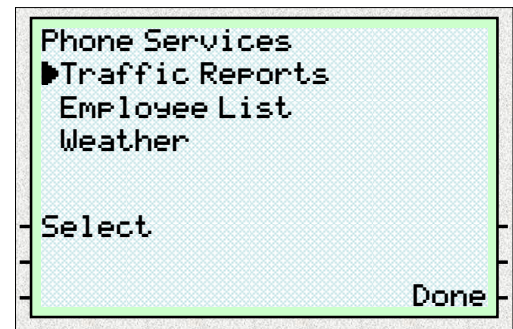 Phone Services
Traffic Reports
Employee List
Weather
Select
Done